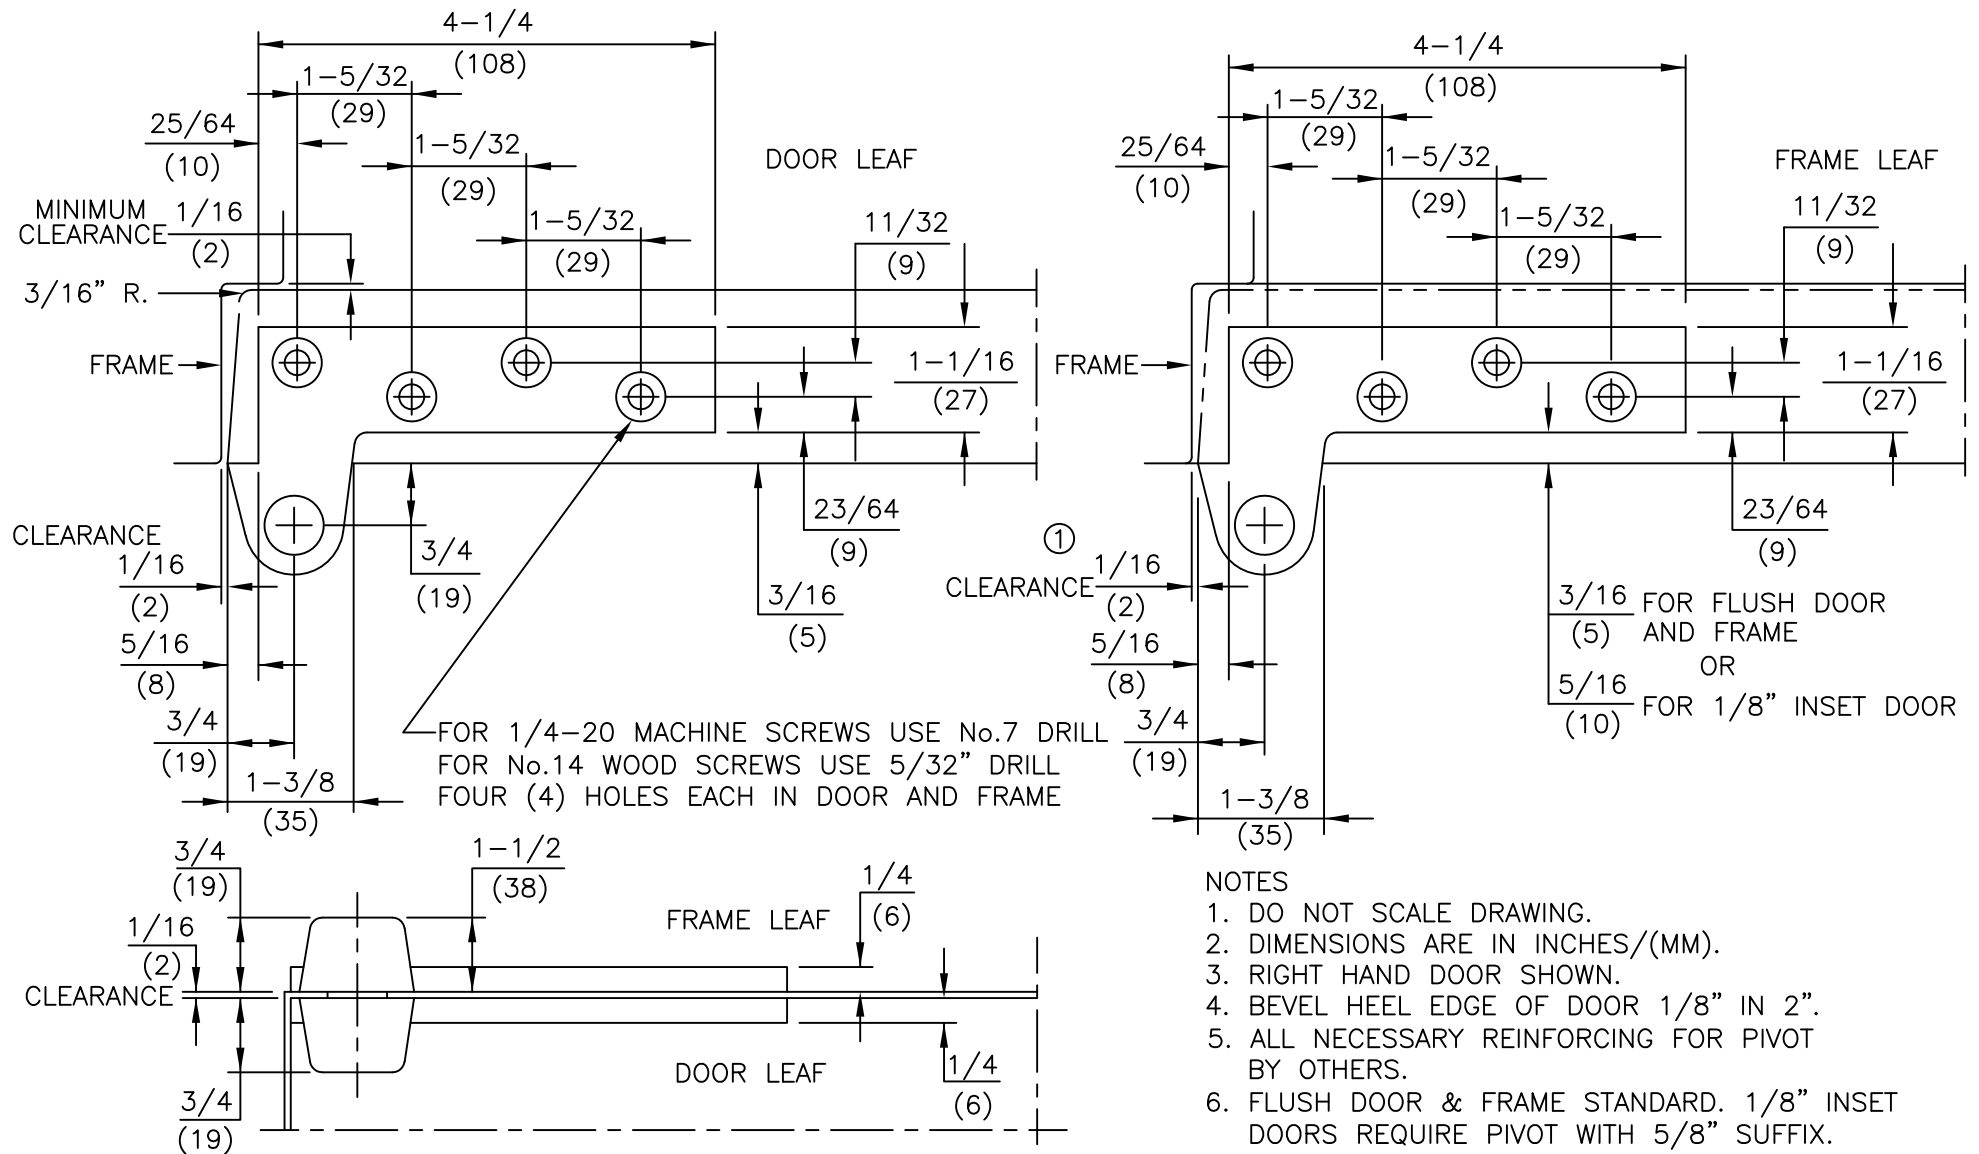 4-1/4
(108)
1-5/32
(29)
25/64
(10)
1-5/32
(29)
DOOR LEAF
MINIMUM
CLEARANCE
1/16
(2)
1-5/32
(29)
11/32
(9)
3/16" R.
FRAME
1-1/16
(27)
CLEARANCE
1/16
(2)
3/4
(19)
23/64
(9)
3/16
(5)
5/16
(8)
3/4
(19)
1-3/8
(35)
FOR 1/4-20 MACHINE SCREWS USE No.7 DRILL
FOR No.14 WOOD SCREWS USE 5/32" DRILL
FOUR (4) HOLES EACH IN DOOR AND FRAME
4-1/4
(108)
1-5/32
(29)
25/64
(10)
1-5/32
(29)
FRAME LEAF
1-5/32
(29)
11/32
(9)
FRAME
1-1/16
(27)
1
CLEARANCE
1/16
(2)
23/64
(9)
5/16
(8)
3/16
(5)
FOR FLUSH DOOR
AND FRAME
OR
5/16
(10)
FOR 1/8" INSET DOOR
3/4
(19)
1-3/8
(35)
3/4
(19)
1-1/2
(38)
1/16
(2)
CLEARANCE
FRAME LEAF
1/4
(6)
DOOR LEAF
1/4
(6)
3/4
(19)
NOTES
1. DO NOT SCALE DRAWING.
2. DIMENSIONS ARE IN INCHES/(MM).
3. RIGHT HAND DOOR SHOWN.
4. BEVEL HEEL EDGE OF DOOR 1/8" IN 2".
5. ALL NECESSARY REINFORCING FOR PIVOT
BY OTHERS.
6. FLUSH DOOR & FRAME STANDARD. 1/8" INSET
DOORS REQUIRE PIVOT WITH 5/8" SUFFIX.